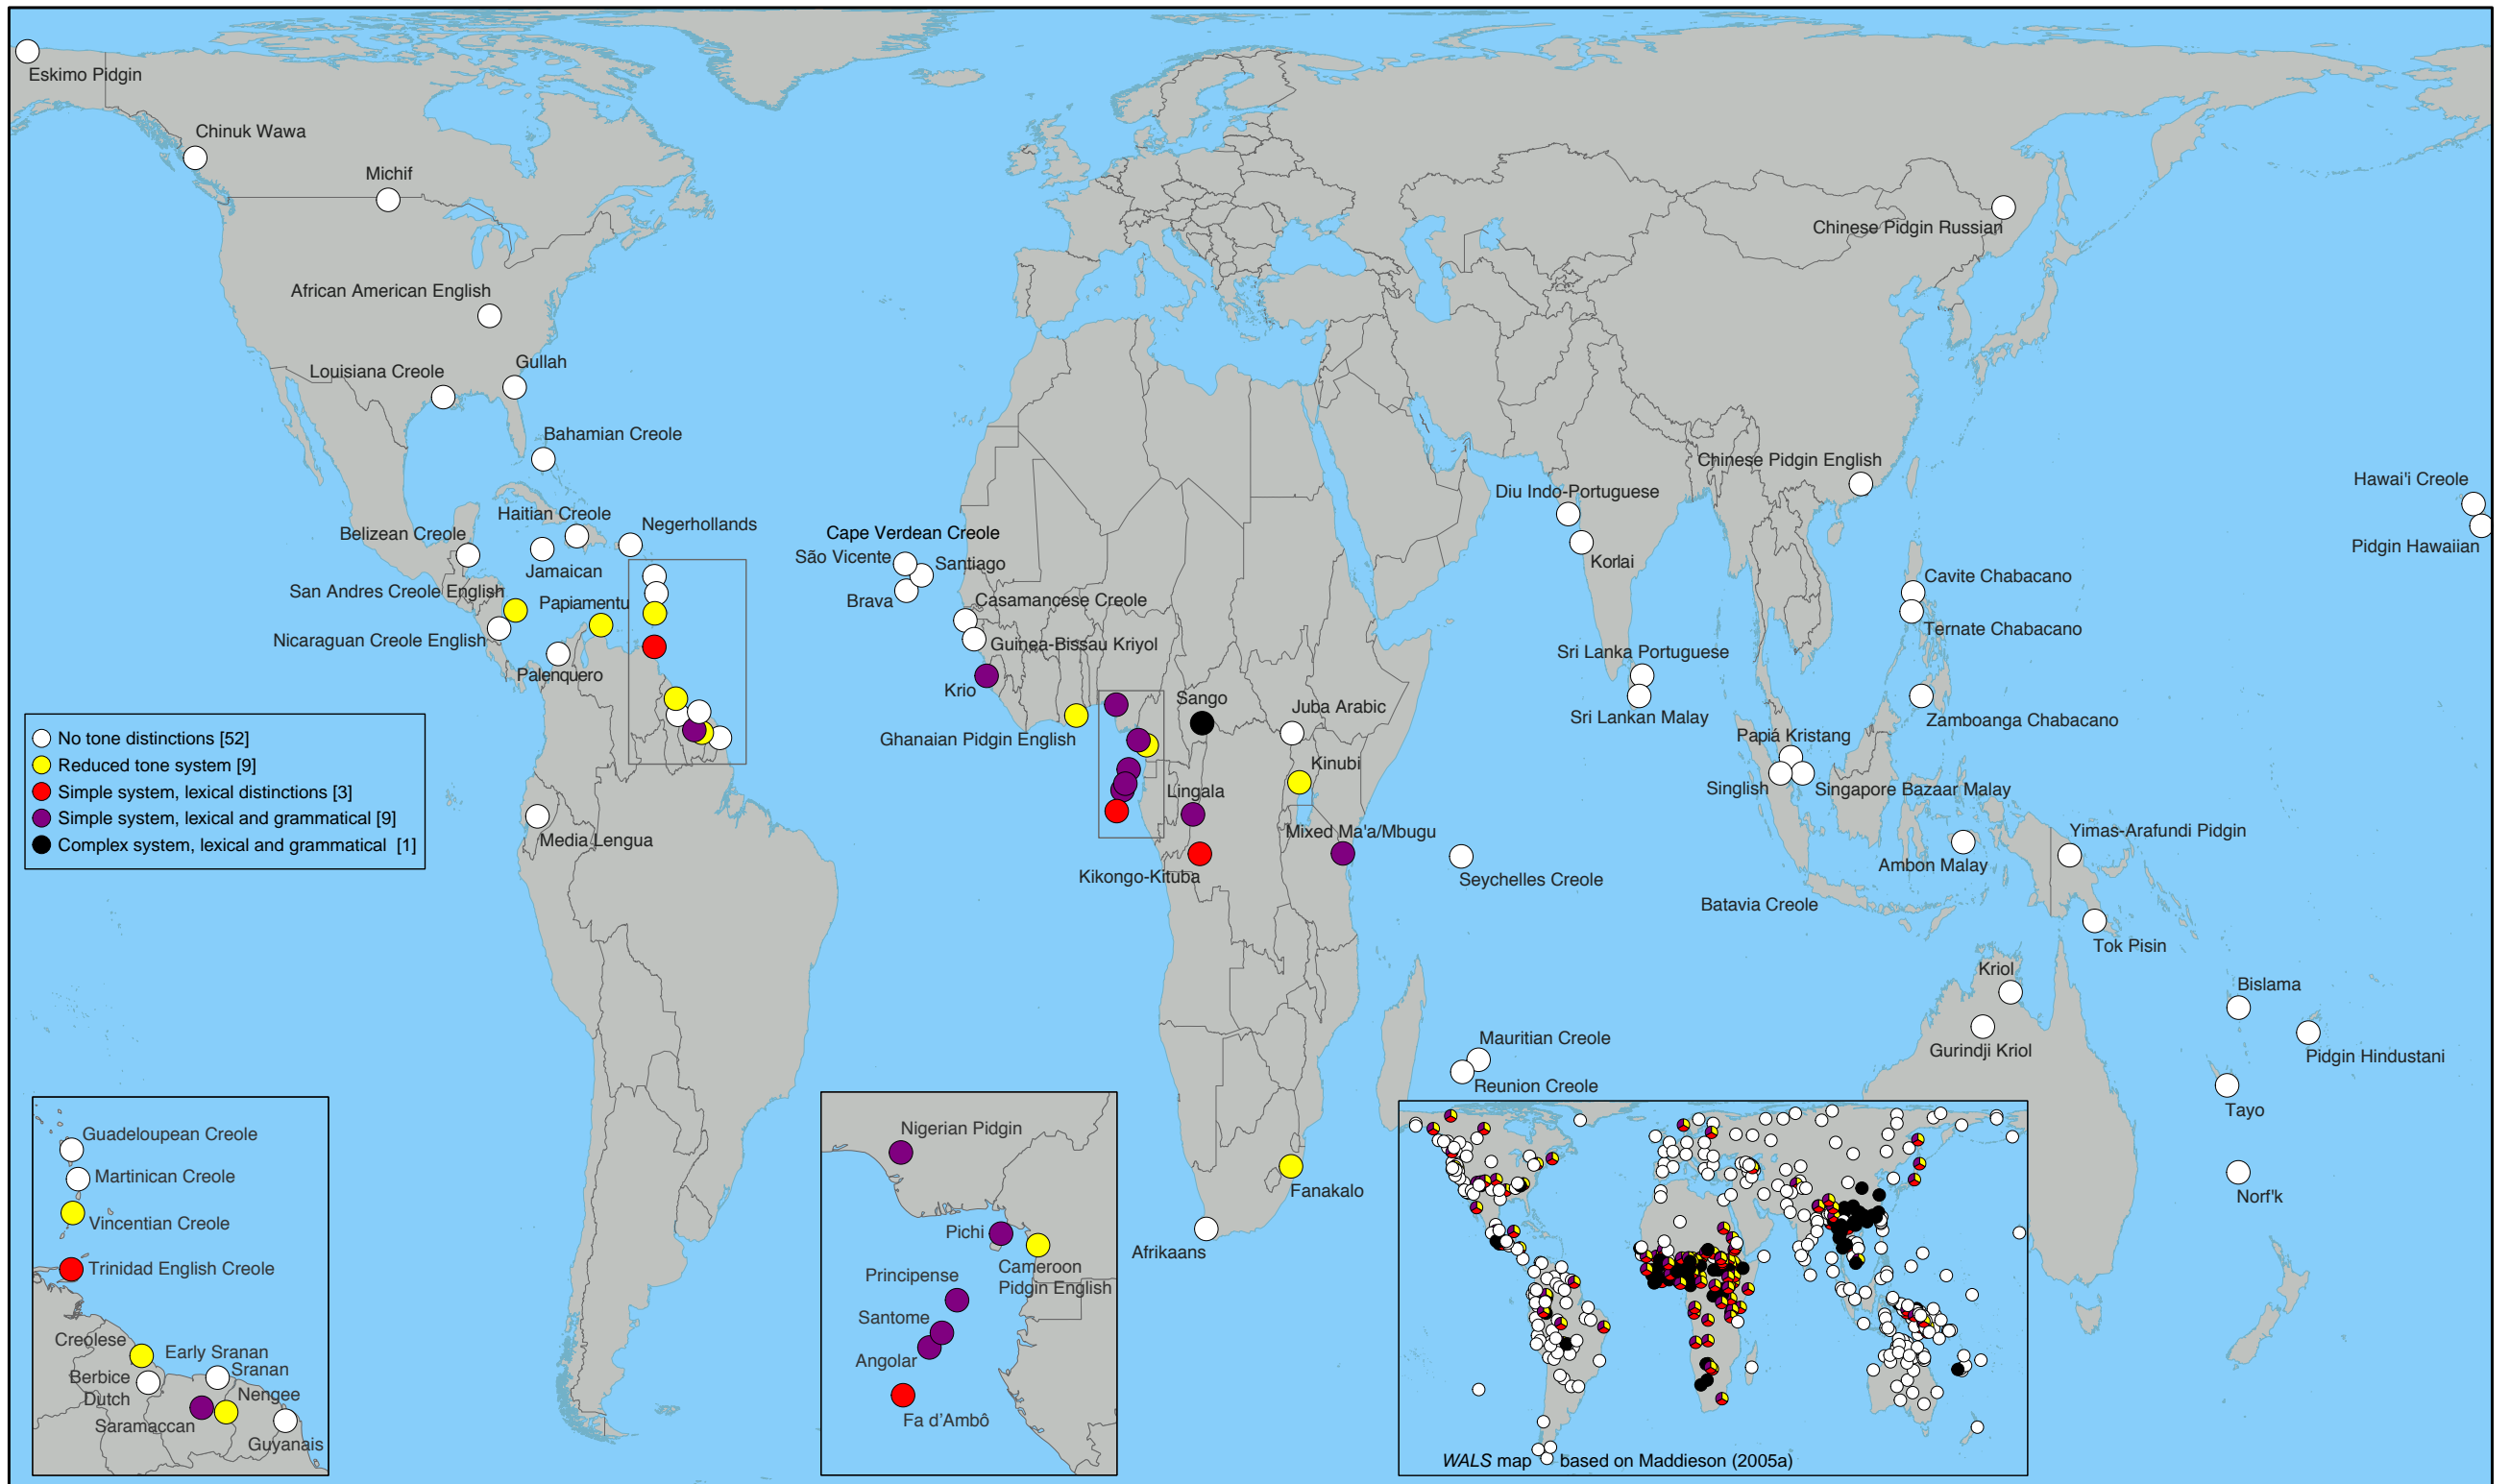 Eskimo Pidgin
Chinuk Wawa
Michif
Chinese Pidgin Russian
African American English
Gullah
Louisiana Creole
Bahamian Creole
Chinese Pidgin English
Hawai'i Creole
Diu Indo-Portuguese
Haitian Creole
Negerhollands
Belizean Creole
Cape Verdean Creole
São Vicente
Santiago
Pidgin Hawaiian
Korlai
Jamaican
Cavite Chabacano
San Andres Creole English
Papiamentu
Brava
Casamancese Creole
Ternate Chabacano
Nicaraguan Creole English
Guinea-Bissau Kriyol
Sri Lanka Portuguese
Palenquero
Krio
Sango
Juba Arabic
Sri Lankan Malay
Zamboanga Chabacano
Ghanaian Pidgin English
Papiá Kristang
Kinubi
Singlish
Singapore Bazaar Malay
Lingala
Mixed Ma'a/Mbugu
Yimas-Arafundi Pidgin
Media Lengua
Ambon Malay
Kikongo-Kituba
Seychelles Creole
Batavia Creole
Tok Pisin
Kriol
Bislama
Mauritian Creole
Gurindji Kriol
Pidgin Hindustani
Reunion Creole
Tayo
Fanakalo
Norf'k
Afrikaans
No tone distinctions [52]
Reduced tone system [9]
Simple system, lexical distinctions [3]
Simple system, lexical and grammatical [9]
Complex system, lexical and grammatical [1]
Guadeloupean Creole
Martinican Creole
Vincentian Creole
Trinidad English Creole
Creolese
Early Sranan
Sranan
Berbice
Dutch
Nengee
Saramaccan
Guyanais
Nigerian Pidgin
Pichi
Cameroon
Pidgin English
Principense
Santome
Angolar
Fa d'Ambô
WALS map based on Maddieson (2005a)